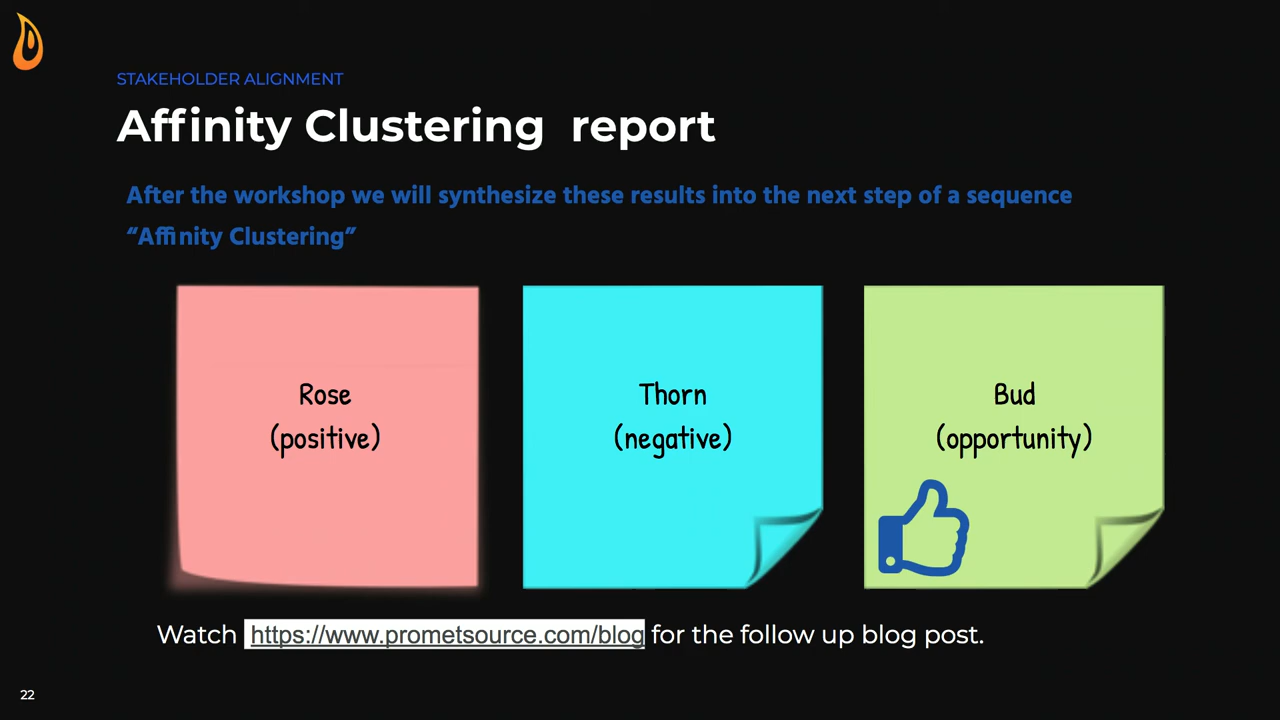 STAKEHOLDER ALIGNMENT
Affinity Clustering  report
After the workshop we will synthesize these results into the next step of a sequence
“Affinity Clustering”
Rose
(positive)
Thorn
(negative)
Bud
(opportunity)
Watch https://www.prometsource.com/blog for the follow up blog post.
22